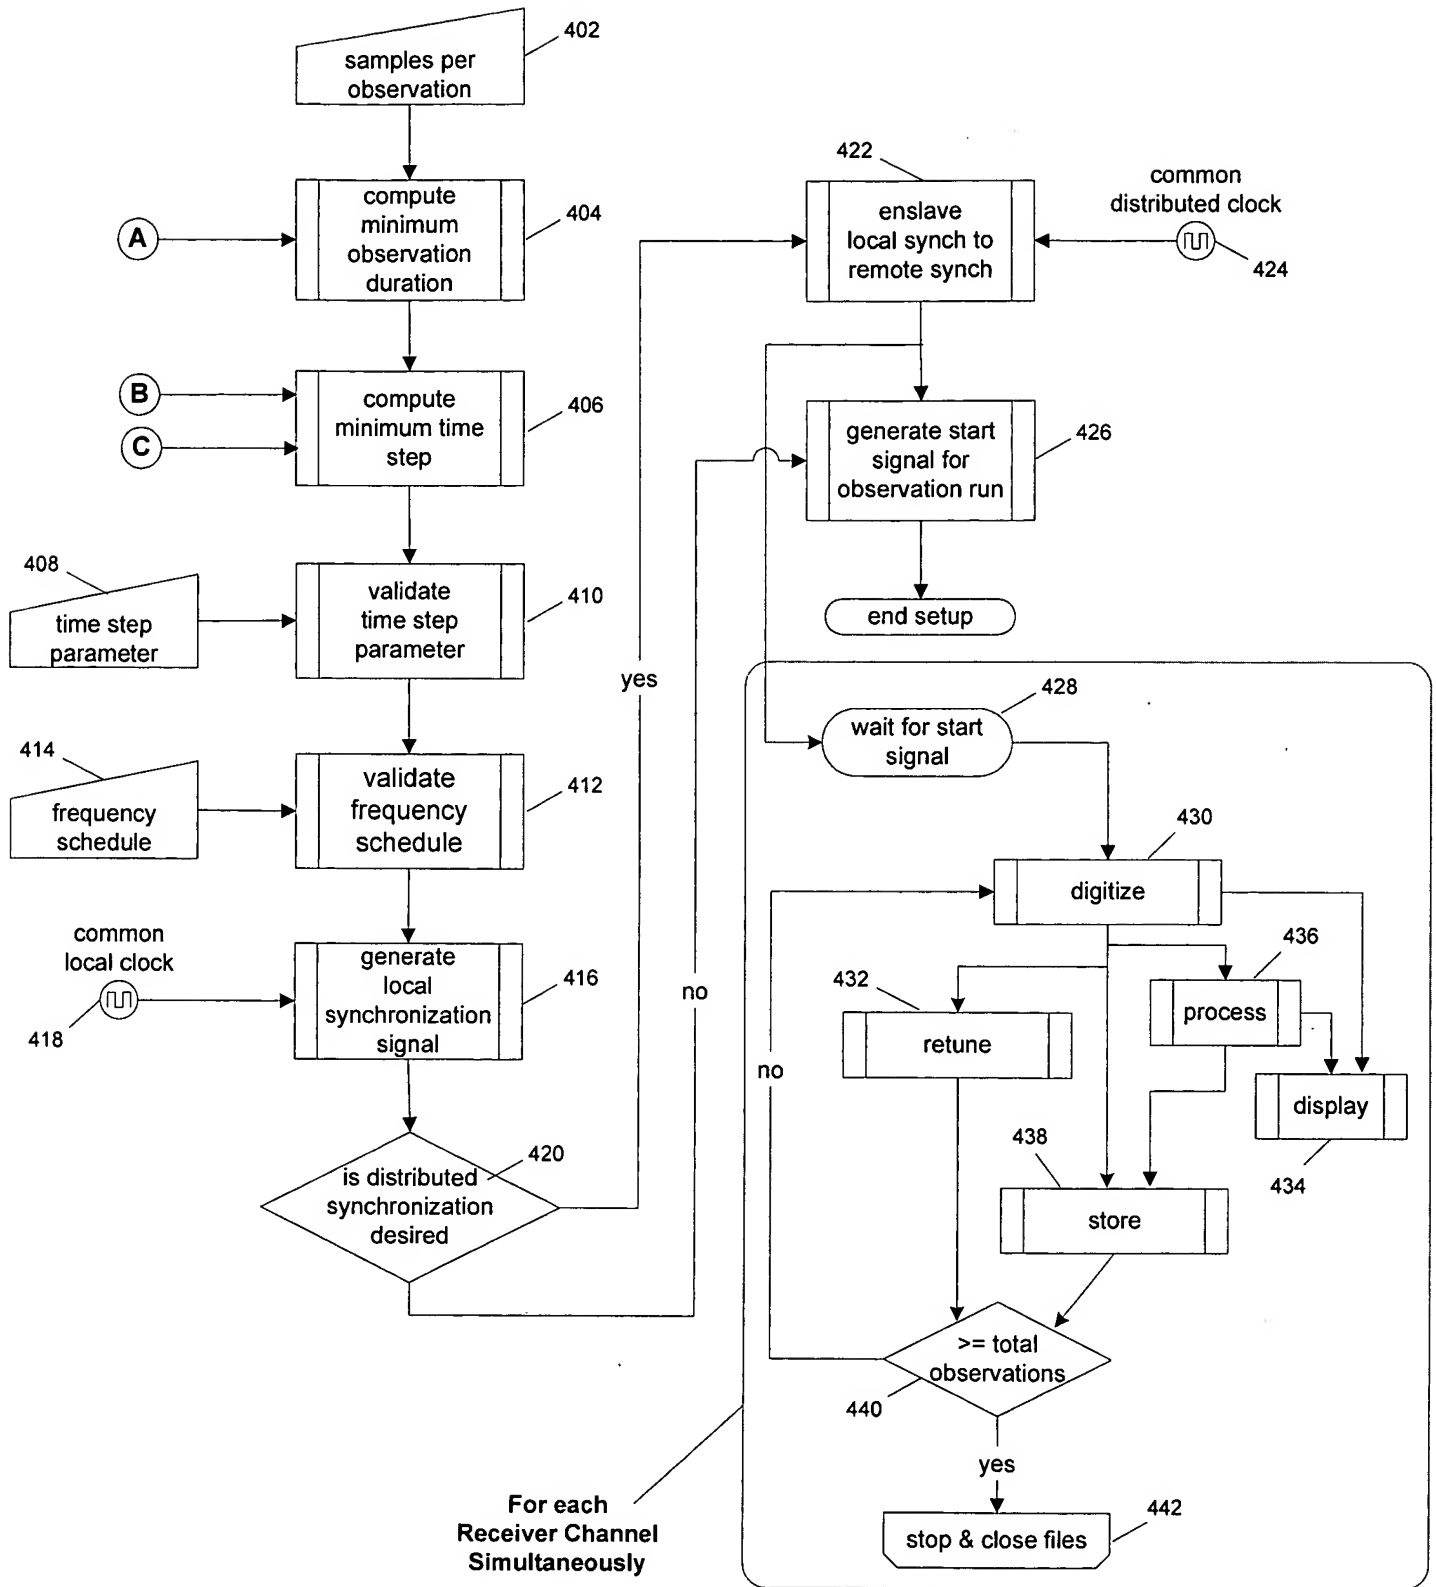 402
samples per
observation
compute
minimum
observation
duration
404
A
B
C
compute
minimum time
step
406
408
time step
parameter
validate
time step
parameter
410
414
frequency
schedule
validate
frequency
schedule
412
common
local clock
418
generate
local
synchronization
signal
416
is distributed
synchronization
desired
420
yes
no
422
enslave
local synch to
remote synch
common
distributed clock
424
generate start
signal for
observation run
426
end setup
wait for start
signal
428
430
digitize
432
retune
436
process
display
434
438
store
no
>= total
observations
440
yes
stop & close files
442
For each
Receiver Channel
Simultaneously